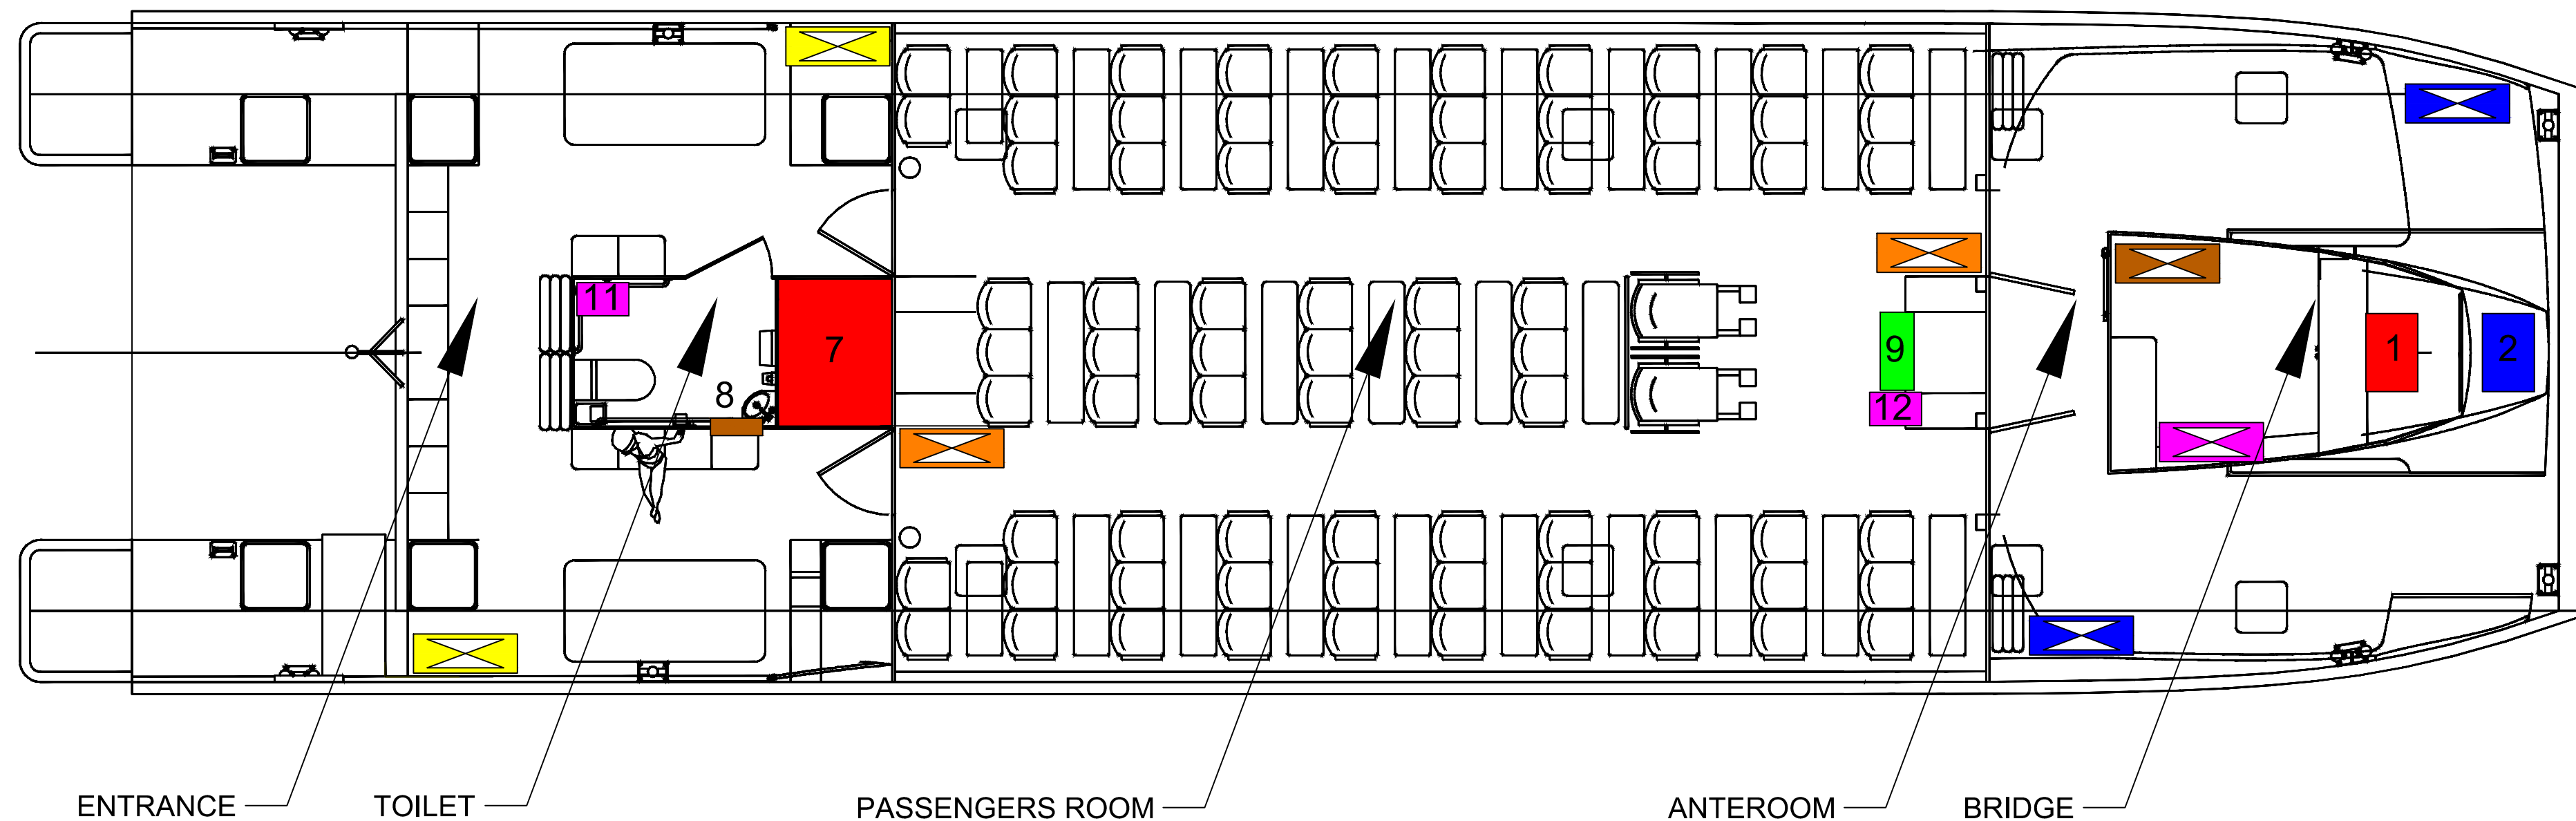 11
7
1
2
9
8
12
ENTRANCE
TOILET
PASSENGERS ROOM
ANTEROOM
BRIDGE